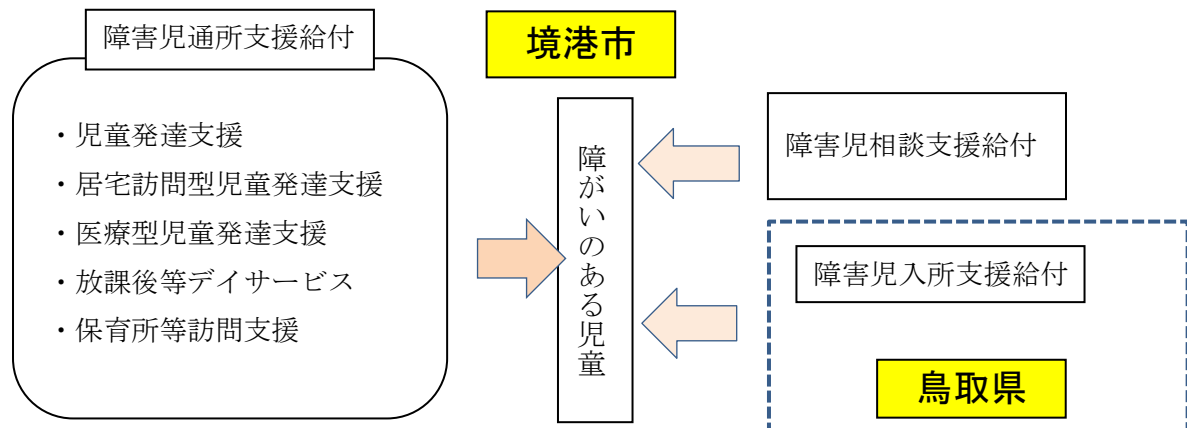 障害児通所支援給付
・児童発達支援
・居宅訪問型児童発達支援
・医療型児童発達支援
・放課後等デイサービス
・保育所等訪問支援
境港市
障がいのある児童
障害児相談支援給付
障害児入所支援給付
鳥取県